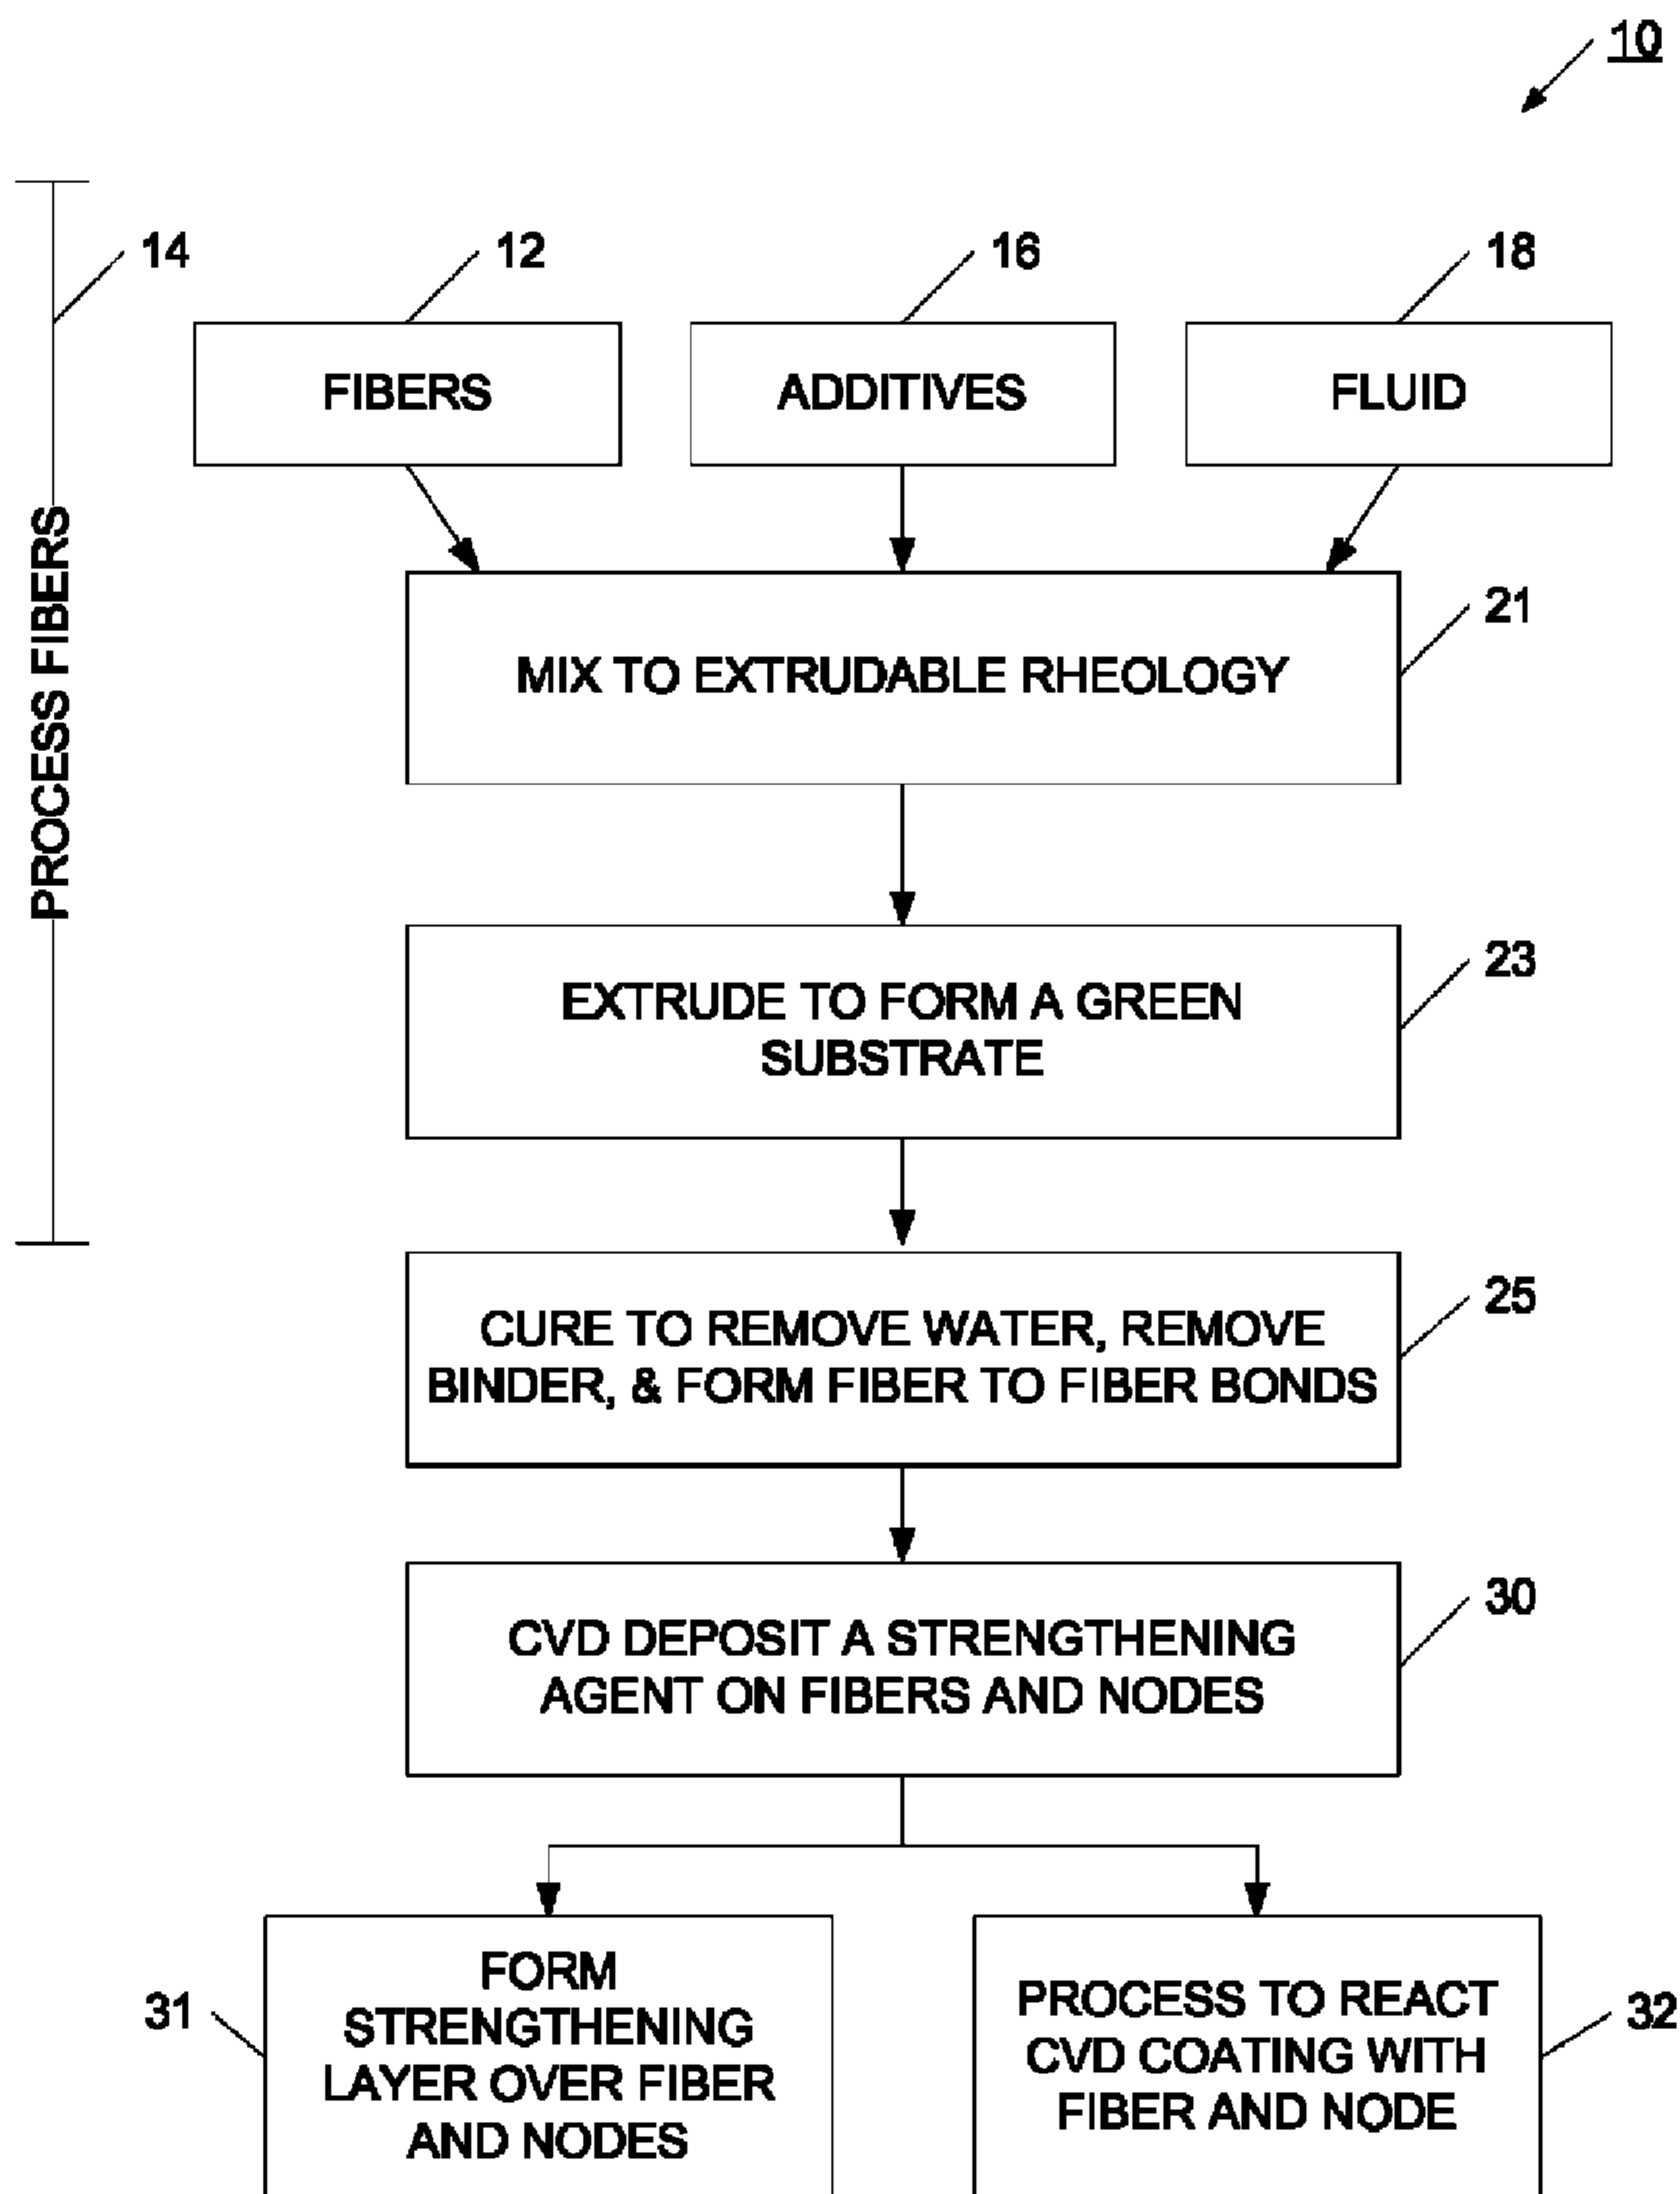 10
14
12
16
18
FIBERS
ADDITIVES
FLUID
PROCESS FIBERS
21
MIX TO EXTRUDABLE RHEOLOGY
23
EXTRUDE TO FORM A GREEN
SUBSTRATE
25
CURE TO REMOVE WATER, REMOVE
BINDER, & FORM FIBER TO FIBER BONDS
30
CVD DEPOSIT A STRENGTHENING
AGENT ON FIBERS AND NODES
31
FORM
STRENGTHENING
LAYER OVER FIBER
AND NODES
PROCESS TO REACT
CVD COATING WITH
FIBER AND NODE
32